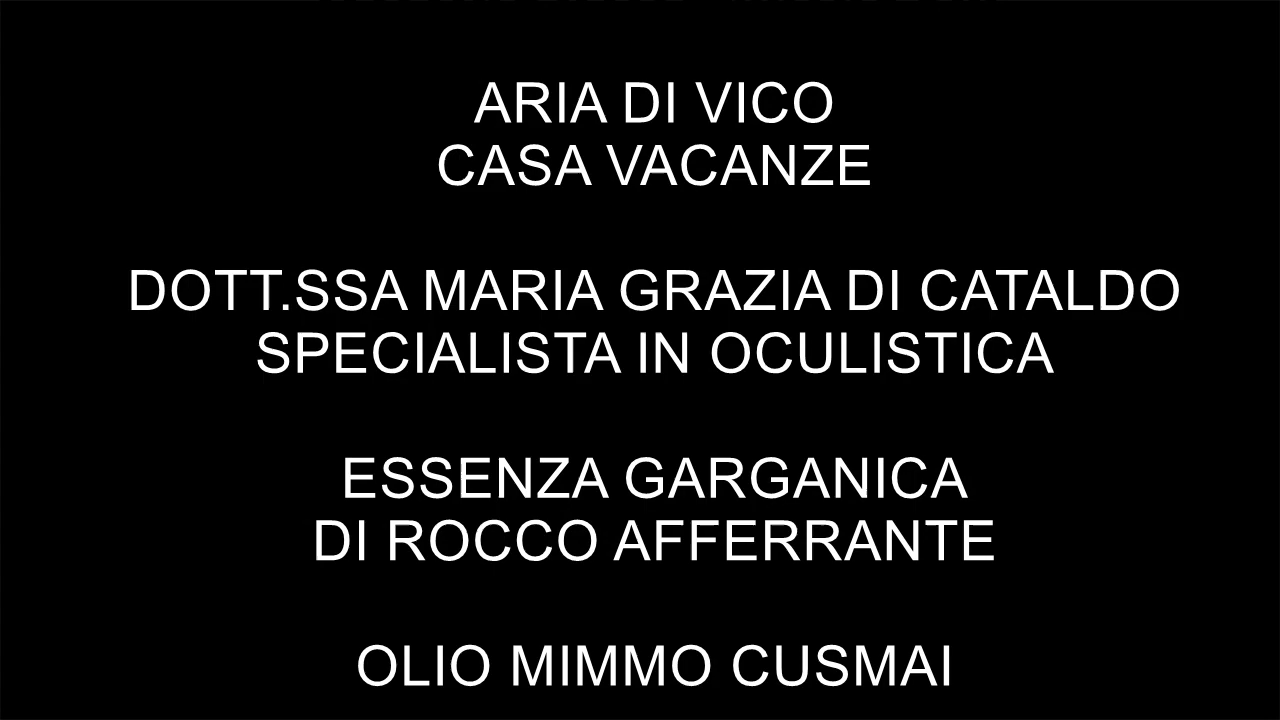 ARIA DI VICO
CASA VACANZE
DOTT.SSA MARIA GRAZIA DI CATALDO
SPECIALISTA IN OCULISTICA
ESSENZA GARGANICA
DI ROCCO AFFERRANTE
OLIO MIMMO CUSMAI